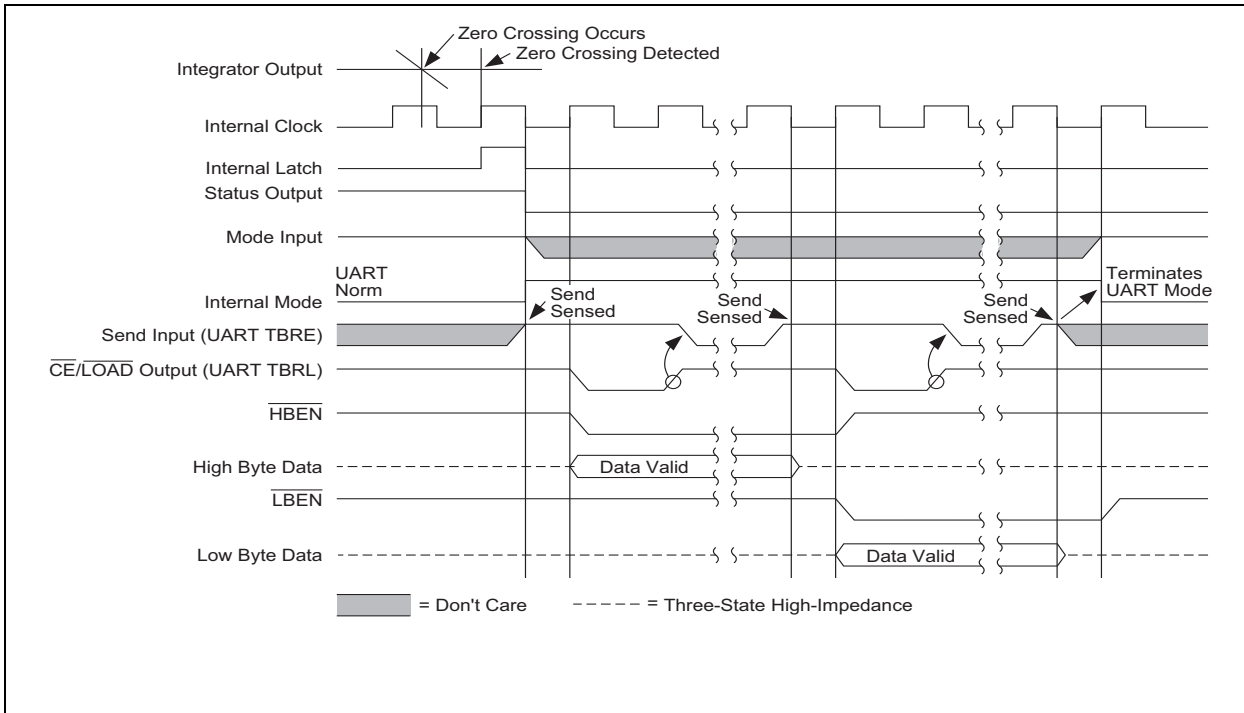 Zero Crossing Occurs
Zero Crossing Detected
Integrator Output
Internal Clock
Internal Latch
Status Output
Mode Input
UART
Norm
Terminates
UART Mode
Internal Mode
Send
Sensed
Send
Sensed
Send
Sensed
Send Input (UART TBRE)
CE/LOAD Output (UART TBRL)
HBEN
High Byte Data
Data Valid
LBEN
Low Byte Data
Data Valid
= Don't Care
= Three-State High-Impedance